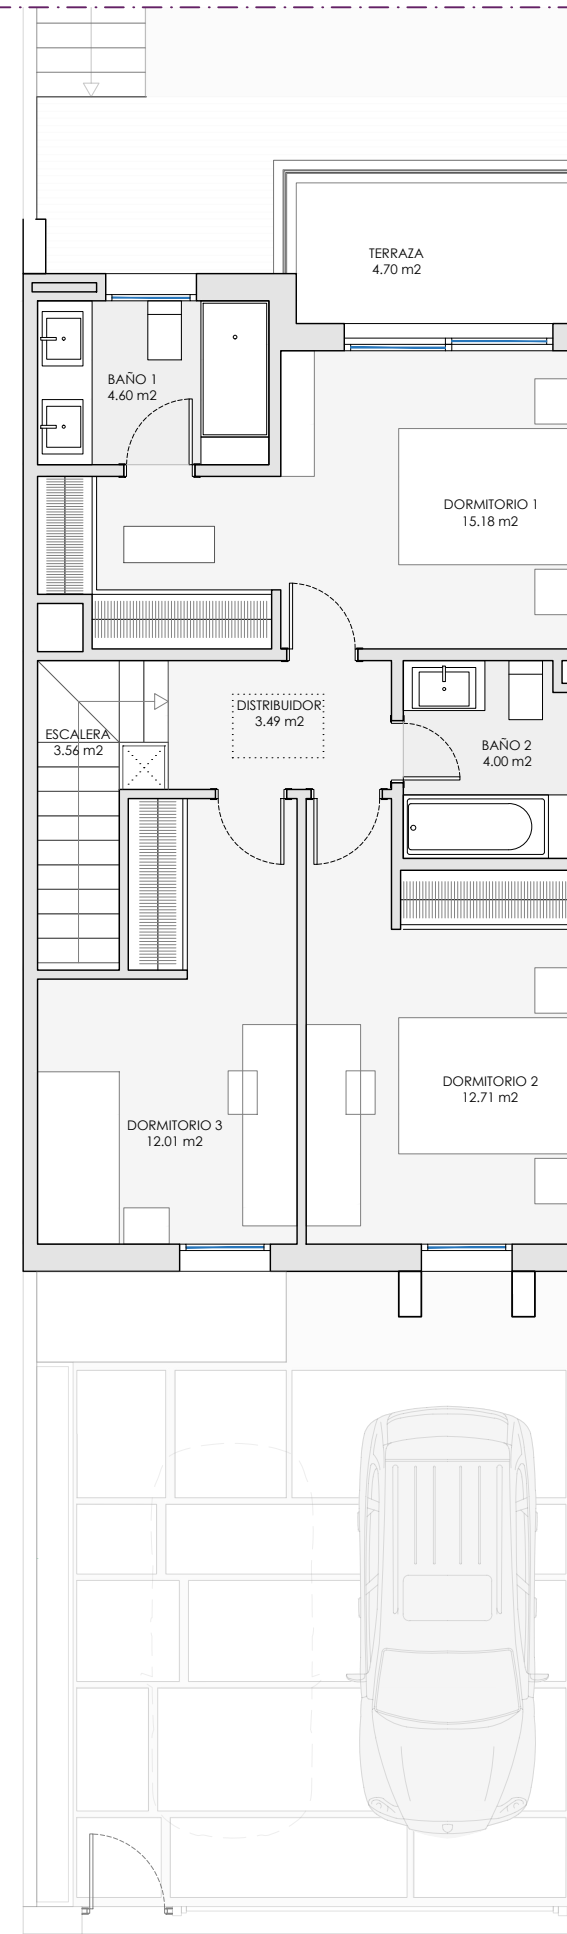 TERRAZA
4.70 m2
BAÑO 1
4.60 m2
DORMITORIO 1
15.18 m2
DISTRIBUIDOR
3.49 m2
ESCALERA
3.56 m2
BAÑO 2
4.00 m2
DORMITORIO 2
12.71 m2
DORMITORIO 3
12.01 m2